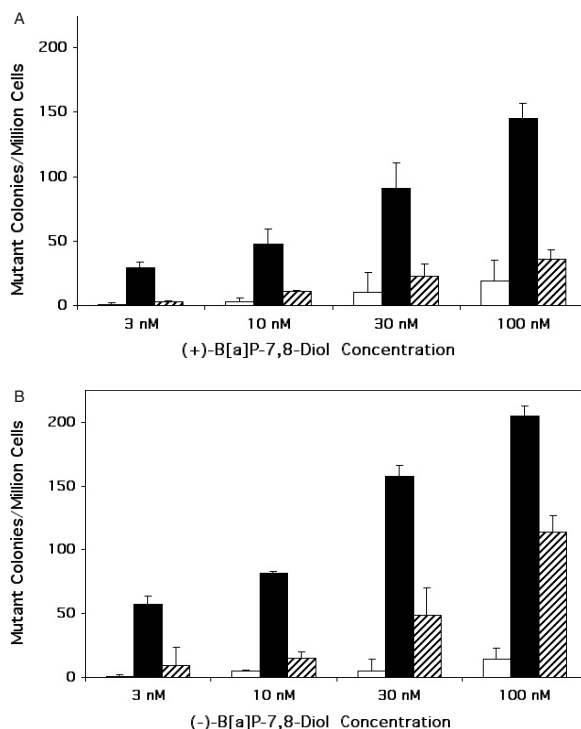 A
Mutant Colonies/Million Cells
200
150
100
50
0
3 nM 10 nM 30 nM 100 nM
(+)-B[a]P-7,8-Diol Concentration
B
Mutant Colonies/Million Cells
200
150
100
50
0
3 nM 10 nM 30 nM 100 nM
(-)-B[a]P-7,8-Diol Concentration